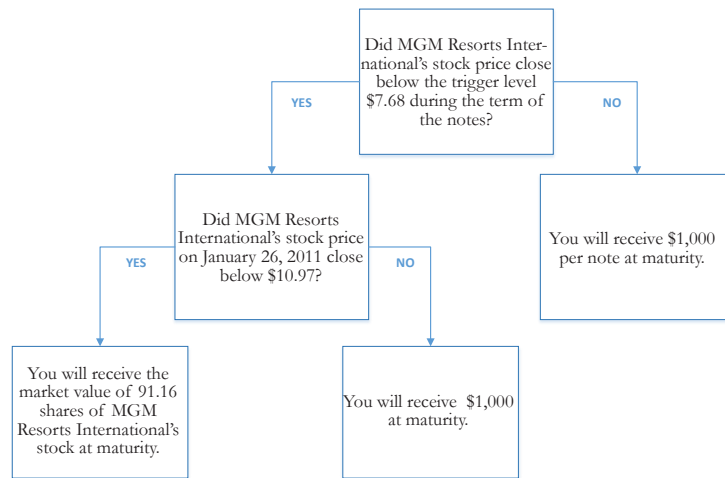 Did MGM Resorts Inter-
national's stock price close
below the trigger level
$7.68 during the term of
the notes?
YES
NO
Did MGM Resorts
International's stock price
on January 26, 2011 close
below $10.97?
You will receive $1,000
per note at maturity.
YES
NO
You will receive the
market value of 91.16
shares of MGM
Resorts International's
stock at maturity.
You will receive $1,000
at maturity.